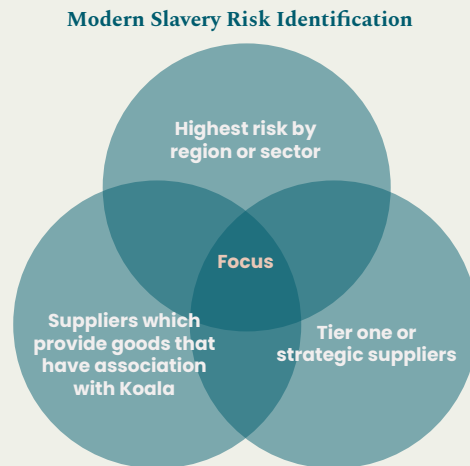 Modern Slavery Risk Identification
Highest risk by
region or sector
Focus
Suppliers which
provide goods that
have association
with Koala
Tier one or
strategic suppliers